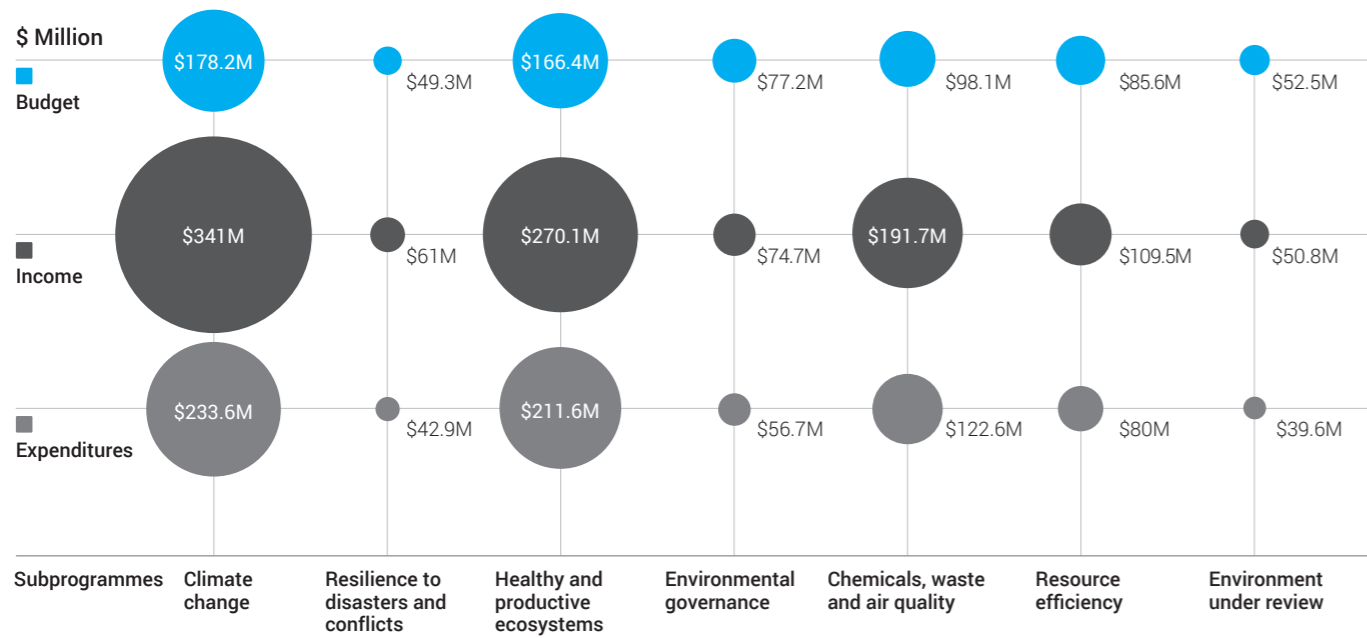 $ Million
Budget
$178.2M
$49.3M
$166.4M
$77.2M
$98.1M
$85.6M
$52.5M
Income
$341M
$61M
$270.1M
$74.7M
$191.7M
$109.5M
$50.8M
Expenditures
$233.6M
$42.9M
$211.6M
$56.7M
$122.6M
$80M
$39.6M
Subprogrammes
Climate
change
Resilience to
disasters and
conflicts
Healthy and
productive
ecosystems
Environmental
governance
Chemicals, waste
and air quality
Resource
efficiency
Environment
under review